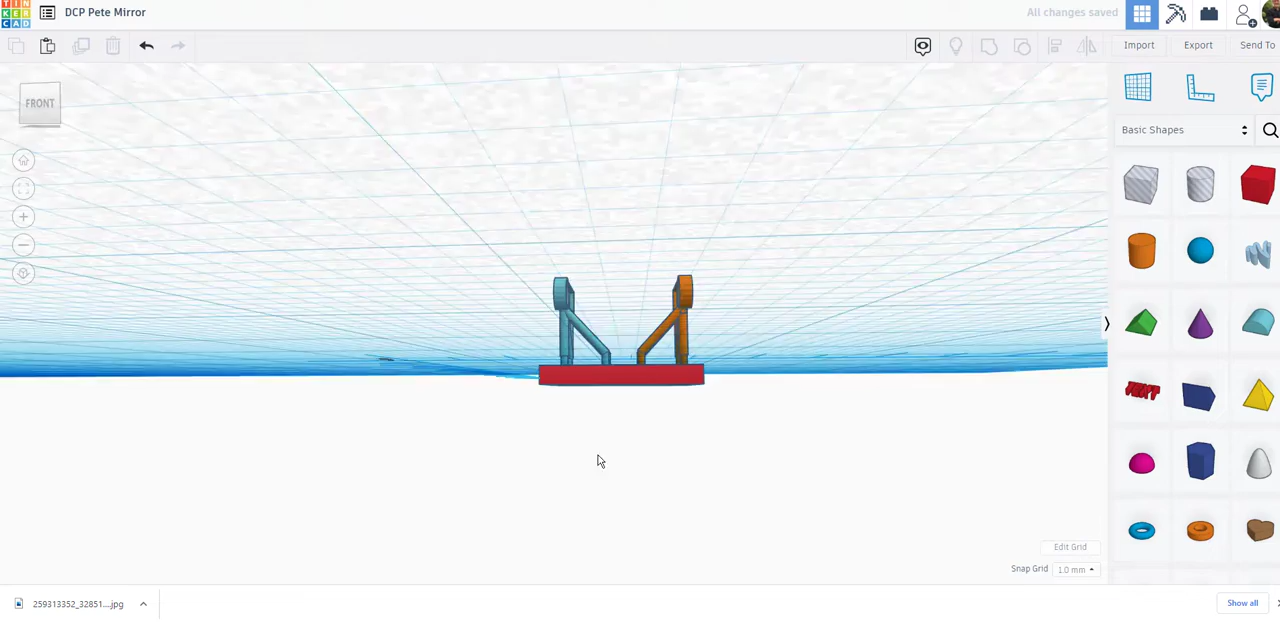 TIN
KER
CAD
DCP Pete Mirror
All changes saved
Import
Export
Send To
FRONT
Basic Shapes
TEXT
Edit Grid
Snap Grid
1.0 mm
259313352_32851....jpg
Show all